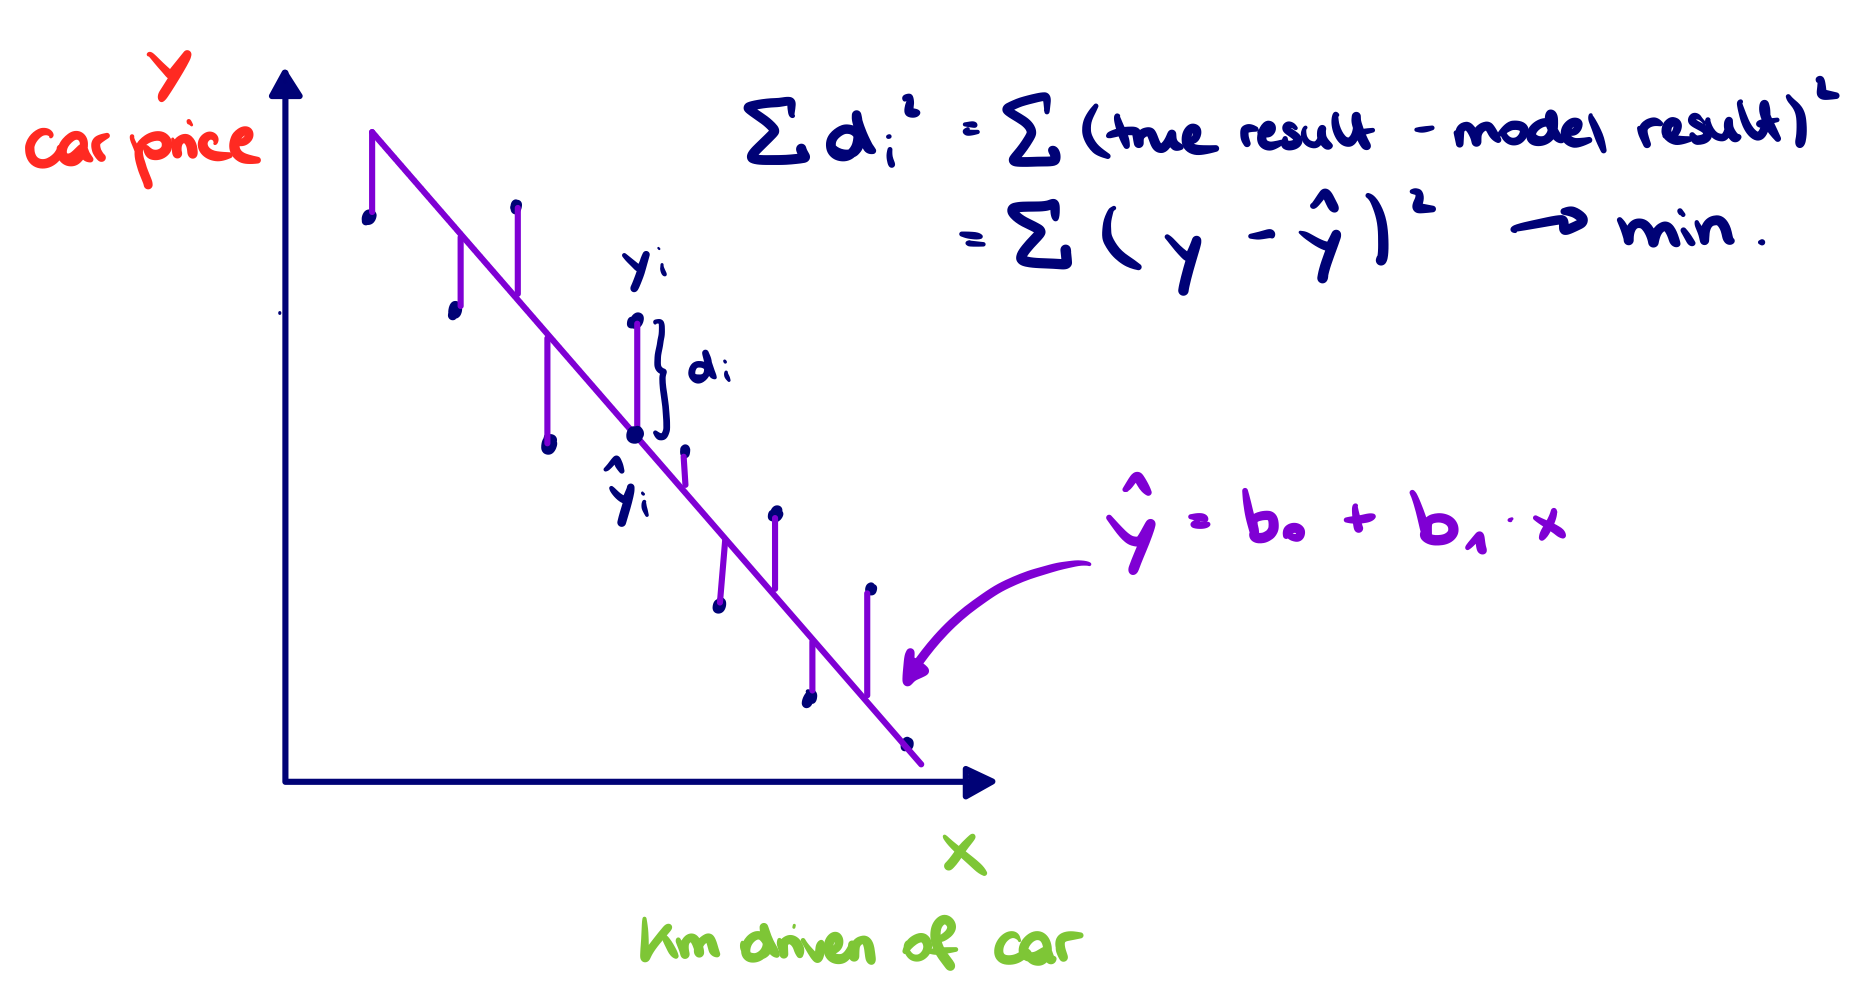 Y
car price
∑ dᵢ² = ∑ (true result - model result)²
= ∑ (y - ŷ)² → min.
yᵢ
dᵢ
ŷᵢ
ŷ = b₀ + b₁ · x
x
km driven of car